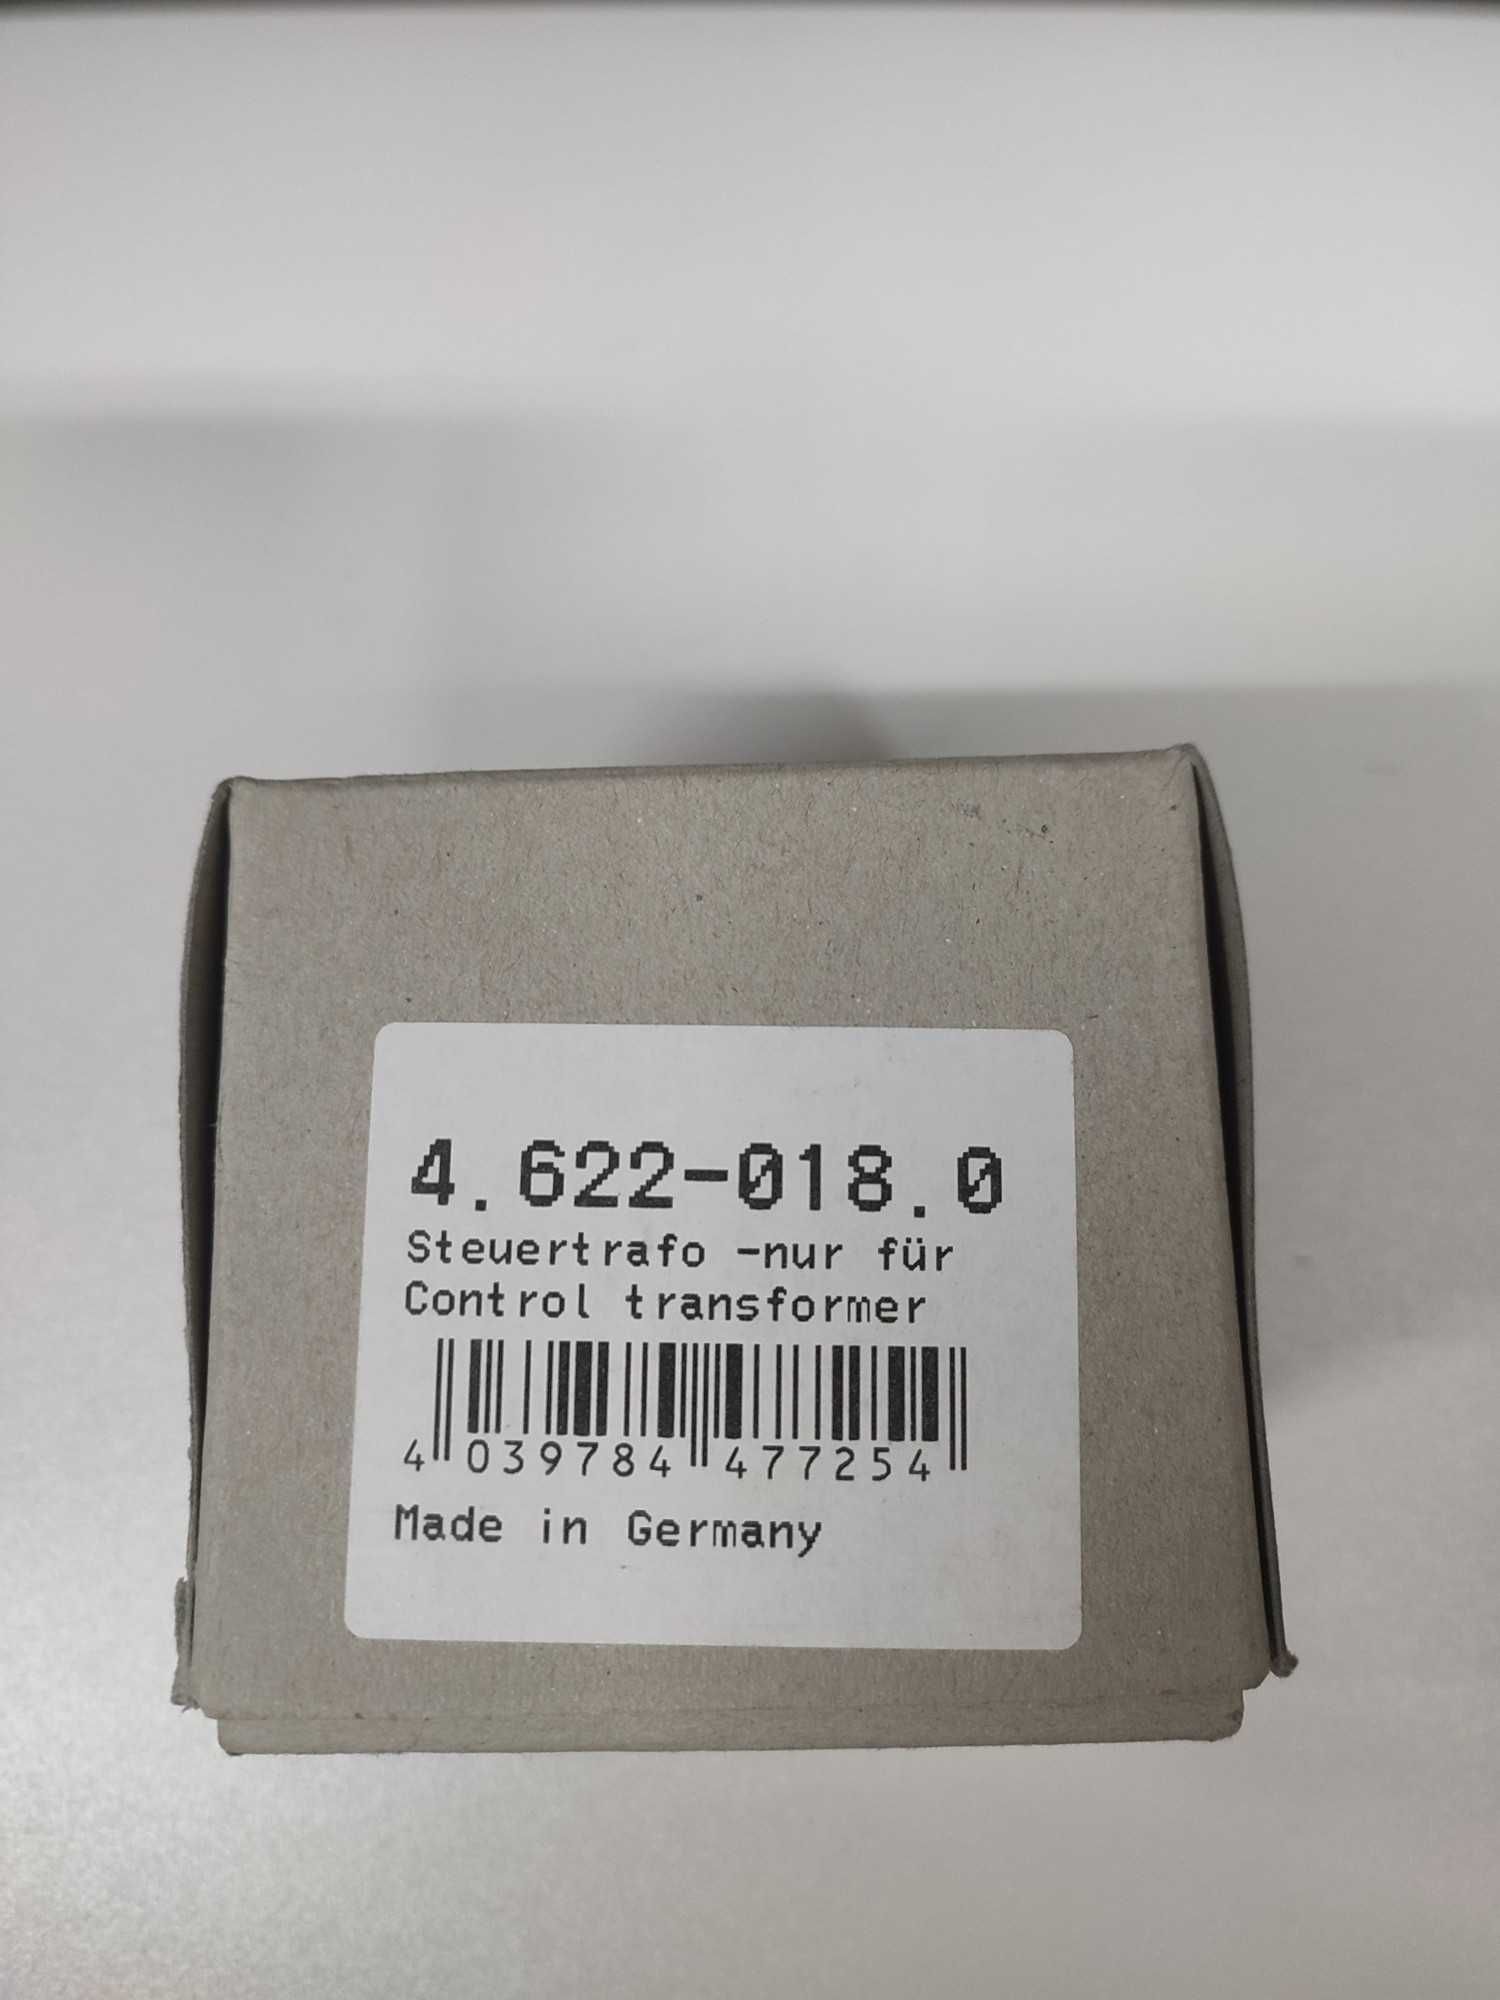 4.622-018.0
Steuertrafo -nur für
Control transformer
4 039784 477254
Made in Germany